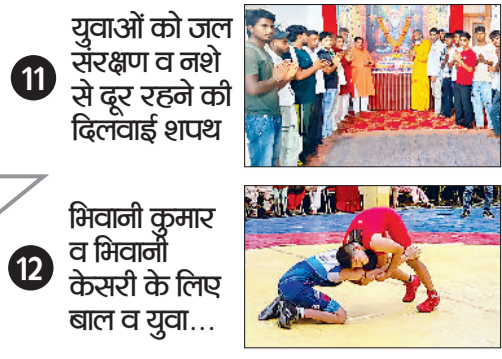 11
युवाओं को जल
संरक्षण व नशे
से दूर रहने की
दिलवाई शपथ
12
भिवानी कुमार
व भिवानी
केसरी के लिए
बाल व युवा...